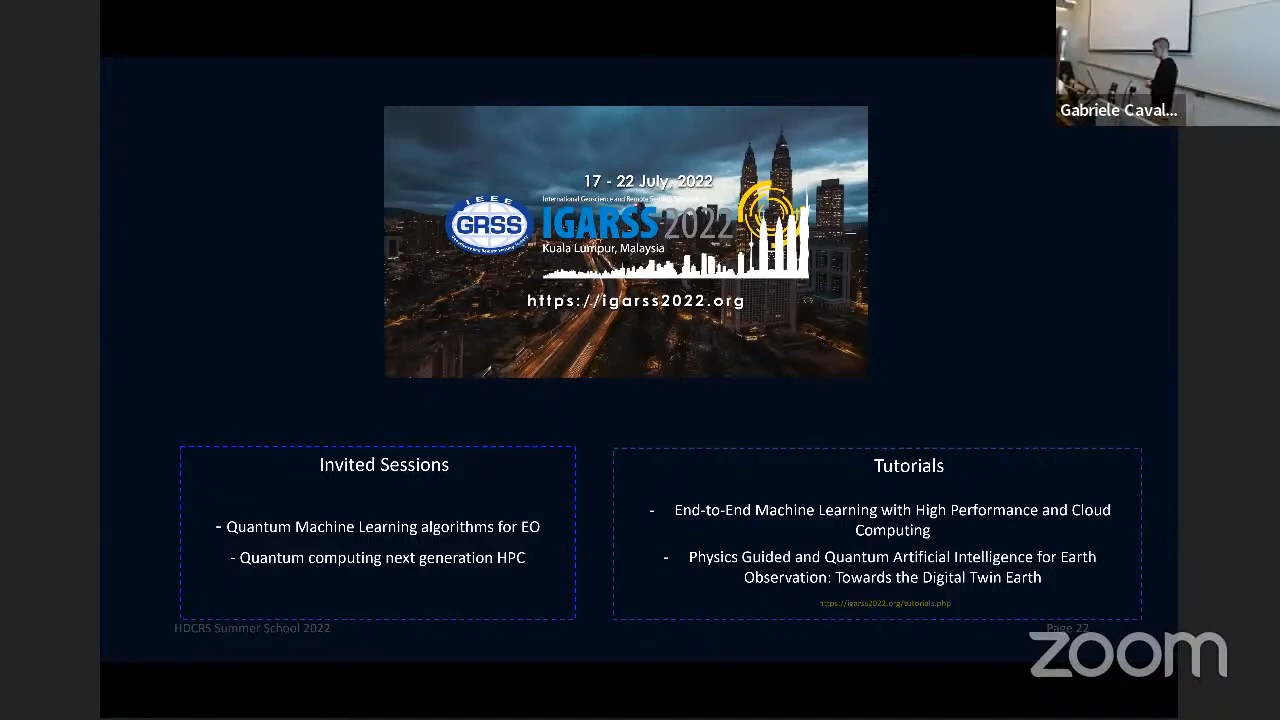 Gabriele Caval...
17 - 22 July, 2022
International Geoscience and Remote Sensing Symposium
IEEE
GRSS
IGARSS2022
Kuala Lumpur, Malaysia
https://igarss2022.org
Invited Sessions
- Quantum Machine Learning algorithms for EO
- Quantum computing next generation HPC
Tutorials
- End-to-End Machine Learning with High Performance and Cloud
Computing
- Physics Guided and Quantum Artificial Intelligence for Earth
Observation: Towards the Digital Twin Earth
https://igarss2022.org/tutorials.php
HDCRS Summer School 2022
Page 22
zoom